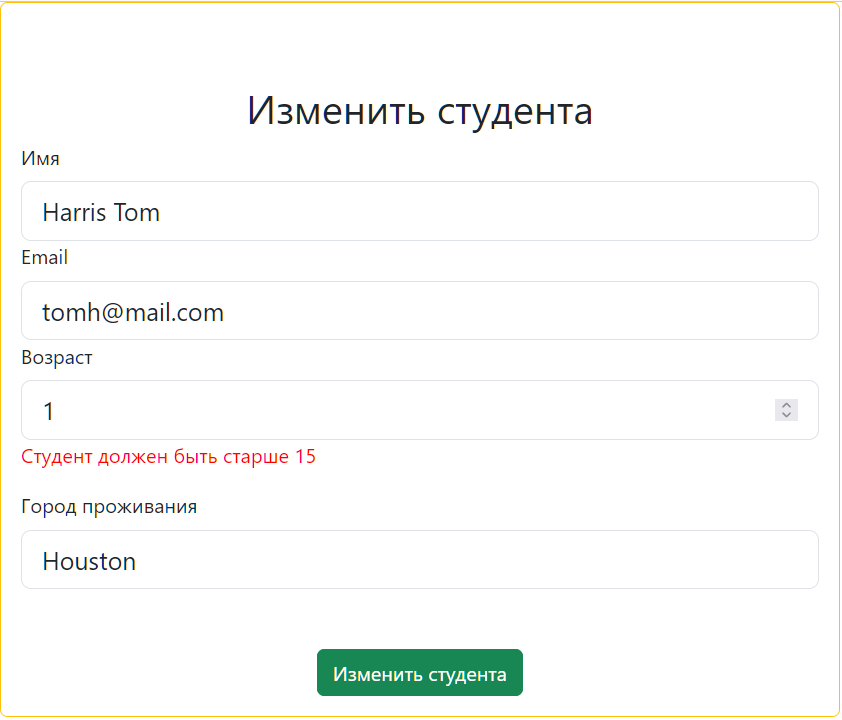 Изменить студента
Имя
Harris Tom
Email
tomh@mail.com
Возраст
1
Студент должен быть старше 15
Город проживания
Houston
Изменить студента